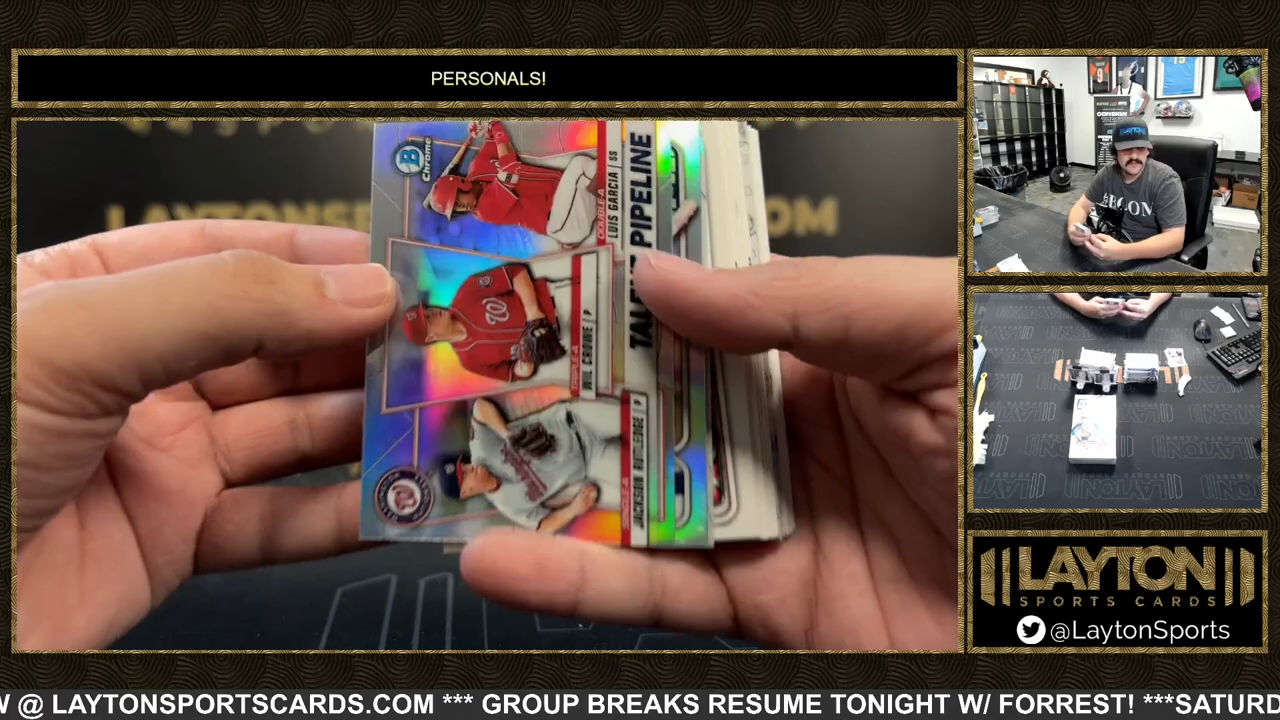 PERSONALS!
B
Chrome
DOUBLE-A
LUIS GARCIA | SS
TRIPLE-A
WIL CROWE | P
SINGLE-A
JACKSON RUTLEDGE | P
PIPELINE
W
LAYTON
SPORTS CARDS
@LaytonSports
W @ LAYTONSPORTSCARDS.COM *** GROUP BREAKS RESUME TONIGHT W/ FORREST! ***SATURD